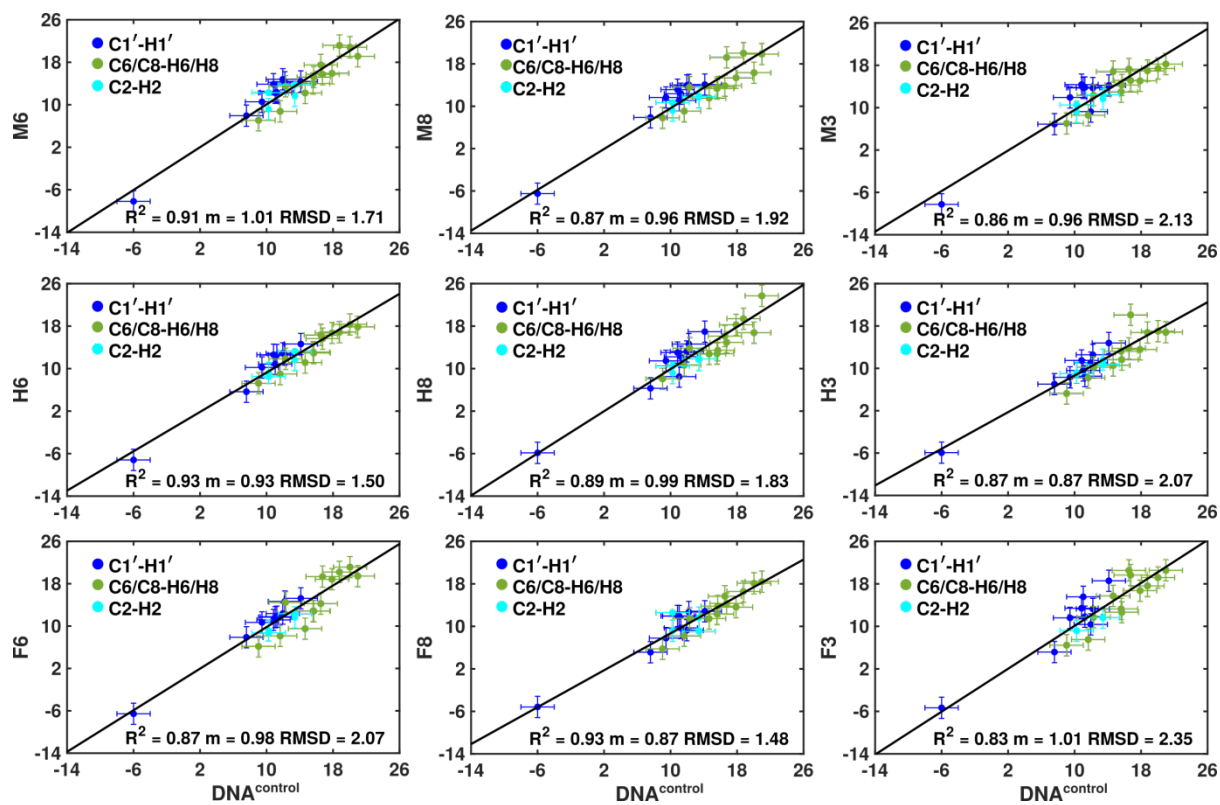 26
18
10
2
-6
-14
M6
C1′-H1′
C6/C8-H6/H8
C2-H2
R² = 0.91 m = 1.01 RMSD = 1.71
-14 -6 2 10 18 26
26
18
10
2
-6
-14
M8
C1′-H1′
C6/C8-H6/H8
C2-H2
R² = 0.87 m = 0.96 RMSD = 1.92
-14 -6 2 10 18 26
26
18
10
2
-6
-14
M3
C1′-H1′
C6/C8-H6/H8
C2-H2
R² = 0.86 m = 0.96 RMSD = 2.13
-14 -6 2 10 18 26
26
18
10
2
-6
-14
H6
C1′-H1′
C6/C8-H6/H8
C2-H2
R² = 0.93 m = 0.93 RMSD = 1.50
-14 -6 2 10 18 26
26
18
10
2
-6
-14
H8
C1′-H1′
C6/C8-H6/H8
C2-H2
R² = 0.89 m = 0.99 RMSD = 1.83
-14 -6 2 10 18 26
26
18
10
2
-6
-14
H3
C1′-H1′
C6/C8-H6/H8
C2-H2
R² = 0.87 m = 0.87 RMSD = 2.07
-14 -6 2 10 18 26
26
18
10
2
-6
-14
F6
C1′-H1′
C6/C8-H6/H8
C2-H2
R² = 0.87 m = 0.98 RMSD = 2.07
-14 -6 2 10 18 26
DNA^control
26
18
10
2
-6
-14
F8
C1′-H1′
C6/C8-H6/H8
C2-H2
R² = 0.93 m = 0.87 RMSD = 1.48
-14 -6 2 10 18 26
DNA^control
26
18
10
2
-6
-14
F3
C1′-H1′
C6/C8-H6/H8
C2-H2
R² = 0.83 m = 1.01 RMSD = 2.35
-14 -6 2 10 18 26
DNA^control